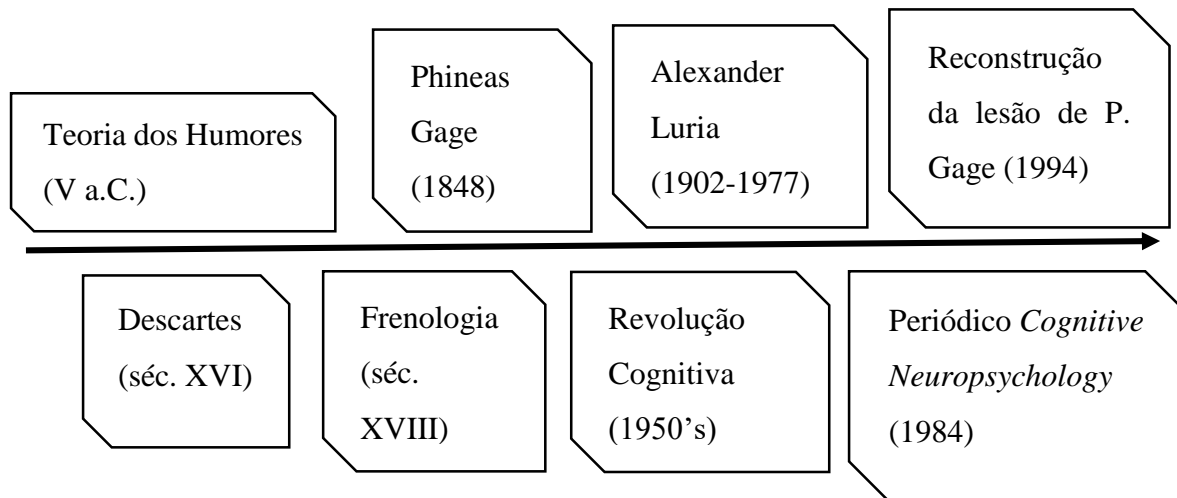 Teoria dos Humores
(V a.C.)
Phineas
Gage
(1848)
Alexander
Luria
(1902-1977)
Reconstrução
da lesão de P.
Gage (1994)
Descartes
(séc. XVI)
Frenologia
(séc.
XVIII)
Revolução
Cognitiva
(1950’s)
Periódico Cognitive
Neuropsychology
(1984)